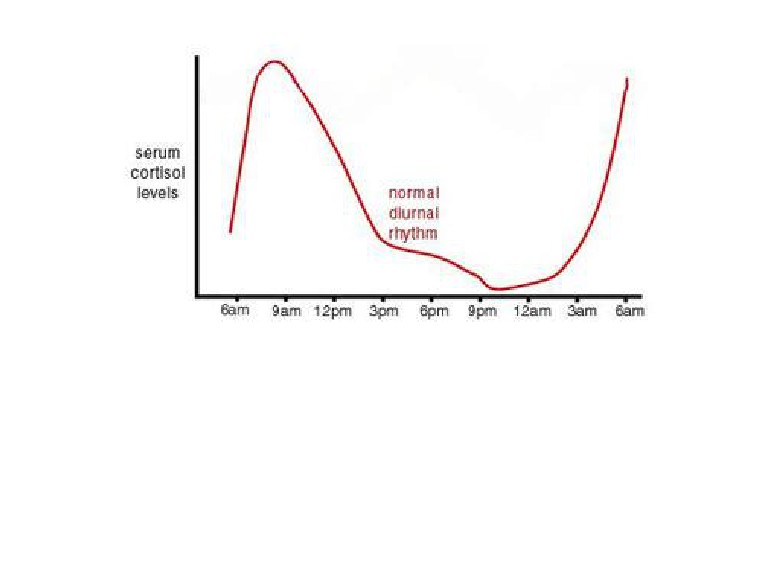 serum
cortisol
levels
normal
diurnal
rhythm
6am 9am 12pm 3pm 6pm 9pm 12am 3am 6am